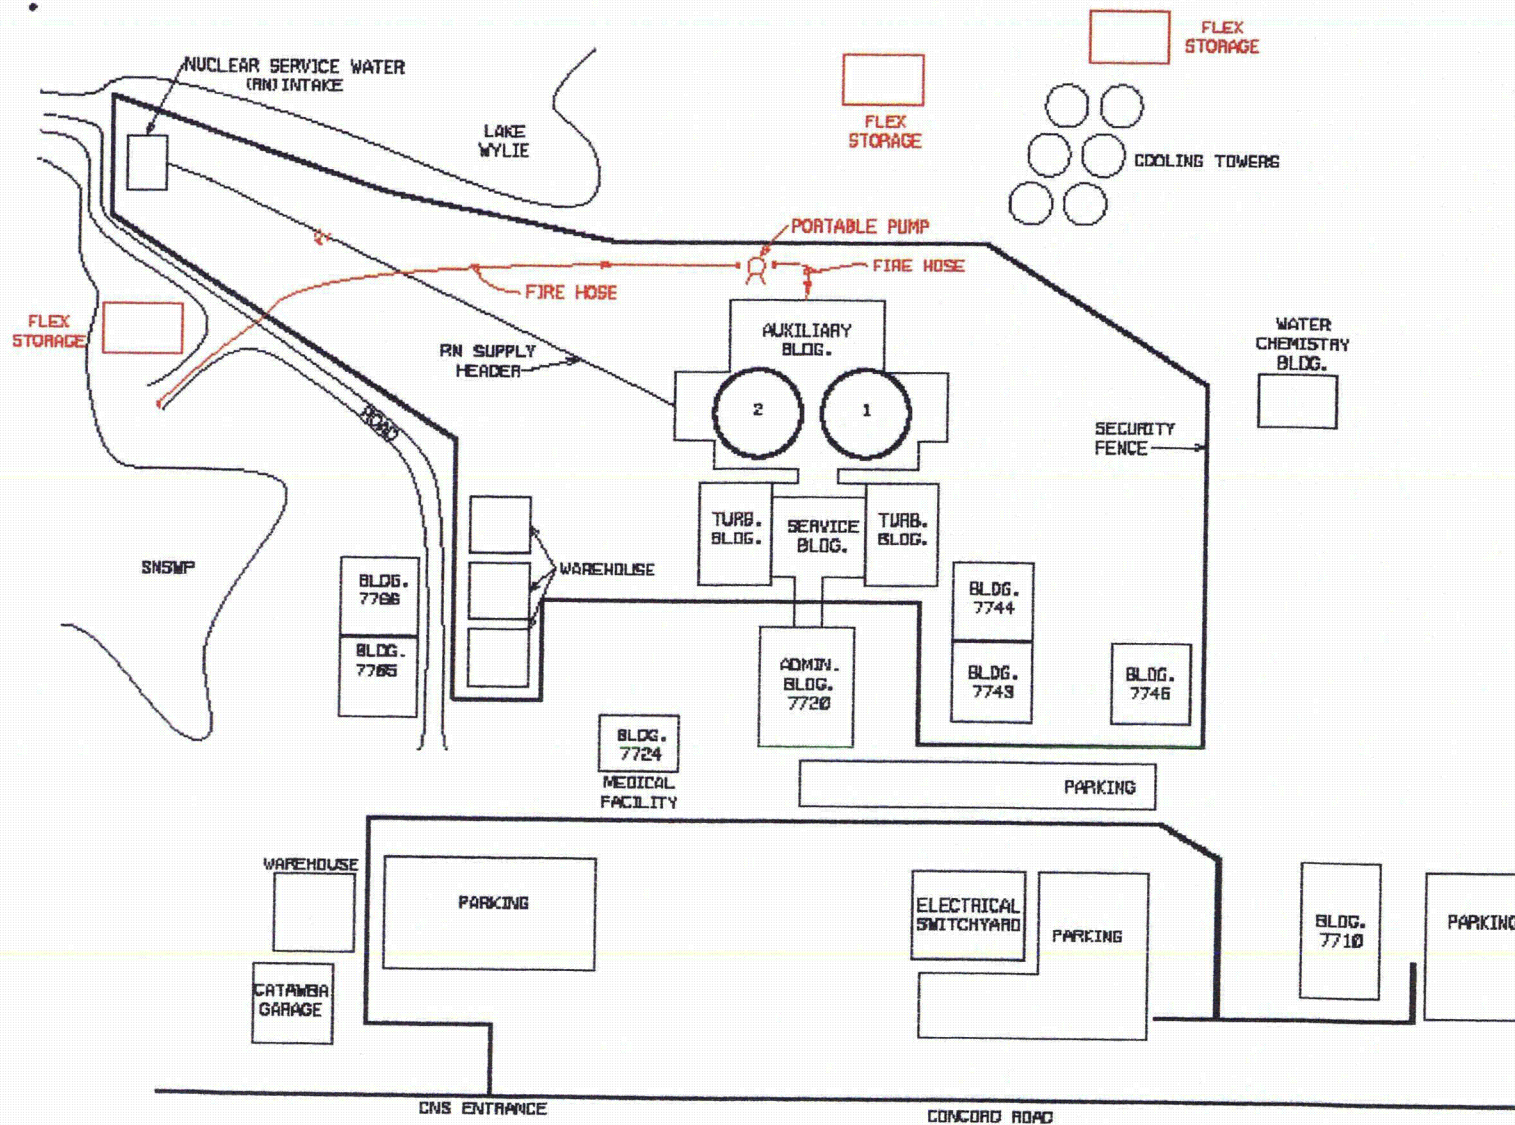 FLEX
STORAGE
NUCLEAR SERVICE WATER
(RN) INTAKE
FLEX
STORAGE
LAKE
WYLIE
COOLING TOWERS
PORTABLE PUMP
FIRE HOSE
FIRE HOSE
FLEX
STORAGE
AUXILIARY
BLDG.
WATER
CHEMISTRY
BLDG.
RN SUPPLY
HEADER
2
1
ROAD
SECURITY
FENCE
TURB.
BLDG.
SERVICE
BLDG.
TURB.
BLDG.
SNSWP
WAREHOUSE
BLDG.
7786
BLDG.
7765
BLDG.
7744
BLDG.
7743
BLDG.
7746
ADMIN.
BLDG.
7720
BLDG.
7724
MEDICAL
FACILITY
PARKING
WAREHOUSE
PARKING
ELECTRICAL
SWITCHYARD
PARKING
BLDG.
7710
PARKING
CATAWBA
GARAGE
CNS ENTRANCE
CONCORD ROAD